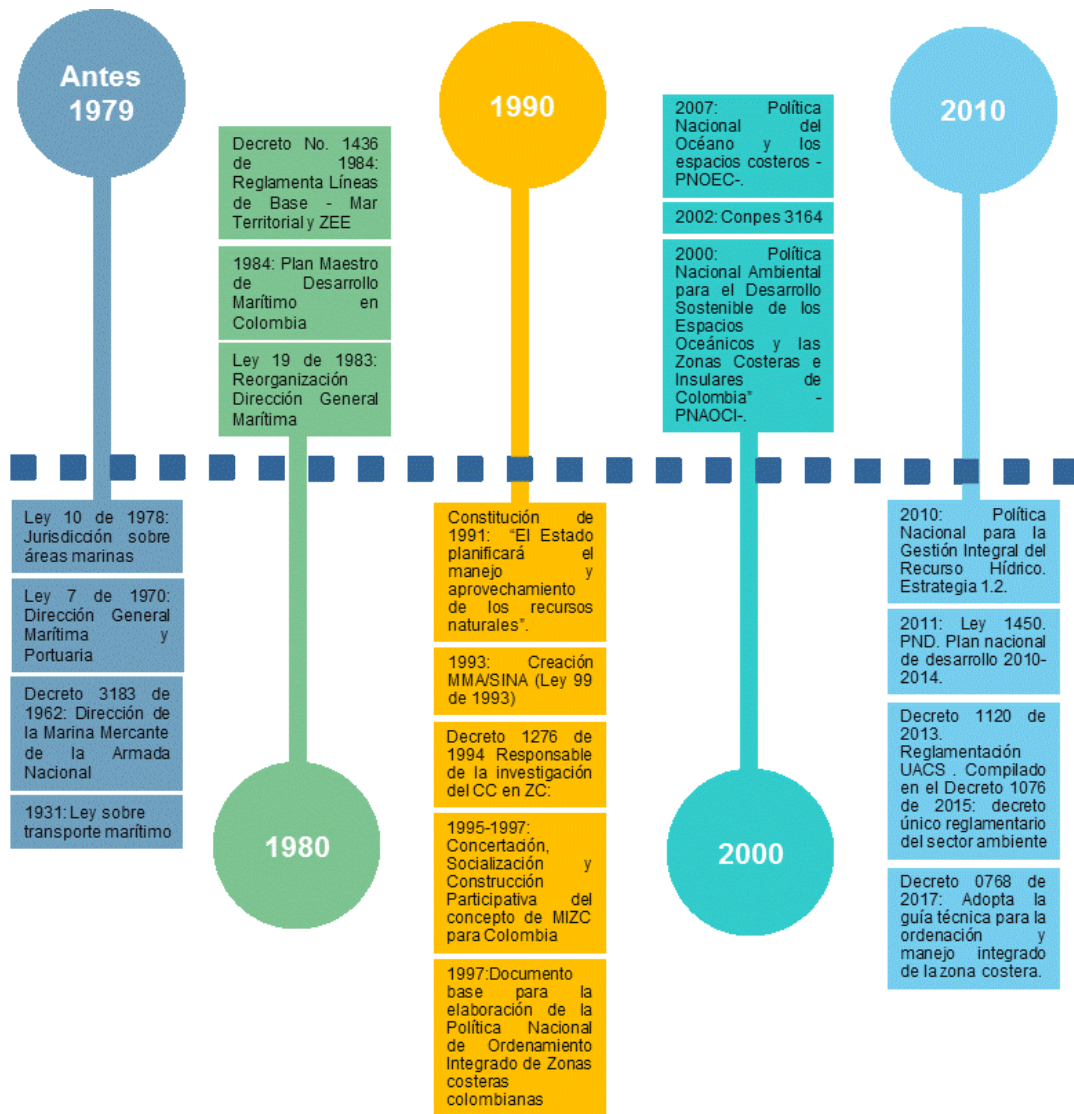 Antes
1979
Ley 10 de 1978:
Jurisdicción sobre
áreas marinas
Ley 7 de 1970:
Dirección General
Marítima y
Portuaria
Decreto 3183 de
1962: Dirección de
la Marina Mercante
de la Armada
Nacional
1931: Ley sobre
transporte marítimo
Decreto No. 1436
de 1984:
Reglamenta Líneas
de Base - Mar
Territorial y ZEE
1984: Plan Maestro
de Desarrollo
Marítimo en
Colombia
Ley 19 de 1983:
Reorganización
Dirección General
Marítima
1980
1990
Constitución de
1991: “El Estado
planificará el
manejo y
aprovechamiento
de los recursos
naturales”.
1993: Creación
MMA/SINA (Ley 99
de 1993)
Decreto 1276 de
1994 Responsable
de la investigación
del CC en ZC:
1995-1997:
Concertación,
Socialización y
Construcción
Participativa del
concepto de MIZC
para Colombia
1997:Documento
base para la
elaboración de la
Política Nacional
de Ordenamiento
Integrado de Zonas
costeras
colombianas
2007: Política
Nacional del
Océano y los
espacios costeros -
PNOEC-.
2002: Conpes 3164
2000: Política
Nacional Ambiental
para el Desarrollo
Sostenible de los
Espacios
Oceánicos y las
Zonas Costeras e
Insulares de
Colombia” -
PNAOCI-.
2000
2010
2010: Política
Nacional para la
Gestión Integral del
Recurso Hídrico.
Estrategia 1.2.
2011: Ley 1450.
PND. Plan nacional
de desarrollo 2010-
2014.
Decreto 1120 de
2013.
Reglamentación
UACS . Compilado
en el Decreto 1076
de 2015: decreto
único reglamentario
del sector ambiente
Decreto 0768 de
2017: Adopta la
guía técnica para la
ordenación y
manejo integrado
de la zona costera.